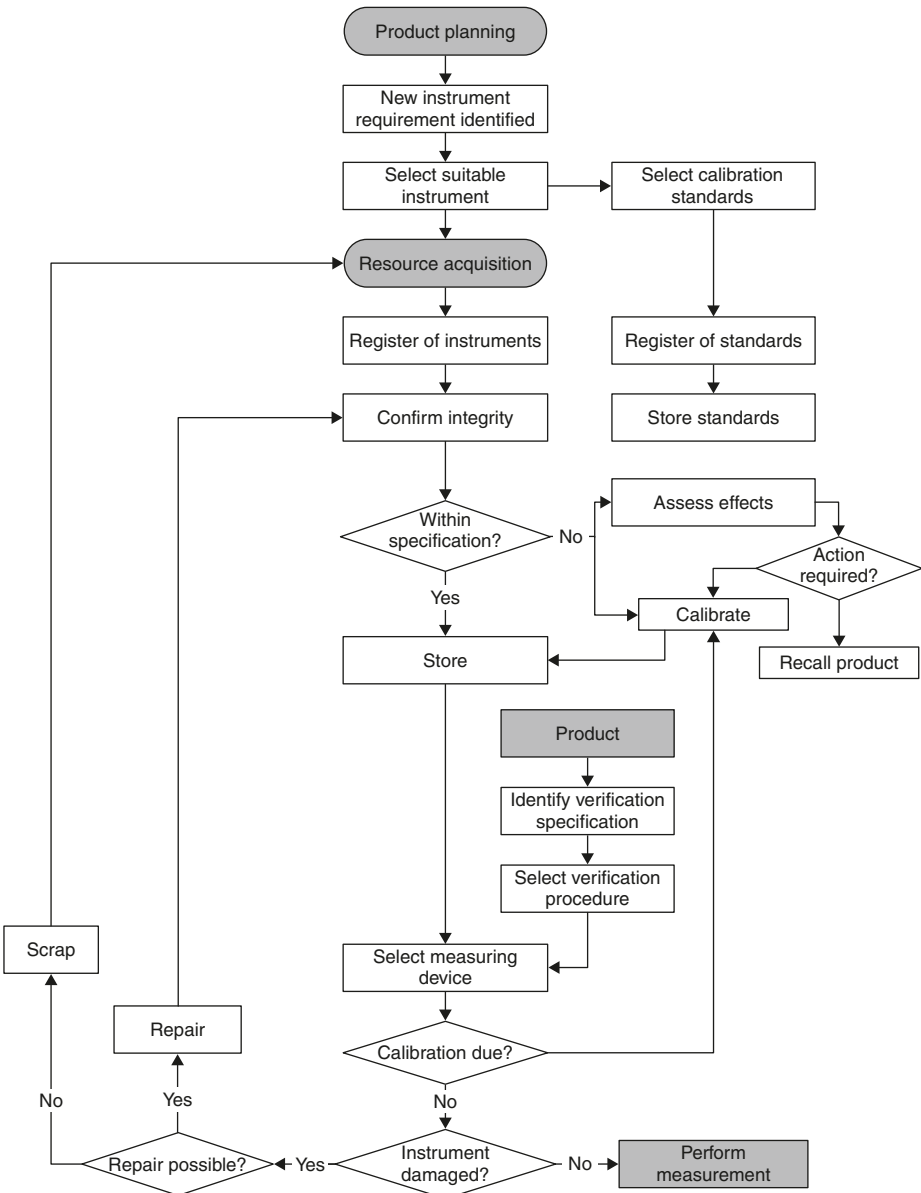 Product planning
New instrument
requirement identified
Select suitable
instrument
Select calibration
standards
Resource acquisition
Register of instruments
Register of standards
Confirm integrity
Store standards
Within
specification?
No
Assess effects
Action
required?
Yes
Calibrate
Store
Recall product
Product
Identify verification
specification
Select verification
procedure
Scrap
Select measuring
device
Repair
Calibration due?
No
Yes
No
Repair possible?
Yes
Instrument
damaged?
No
Perform
measurement